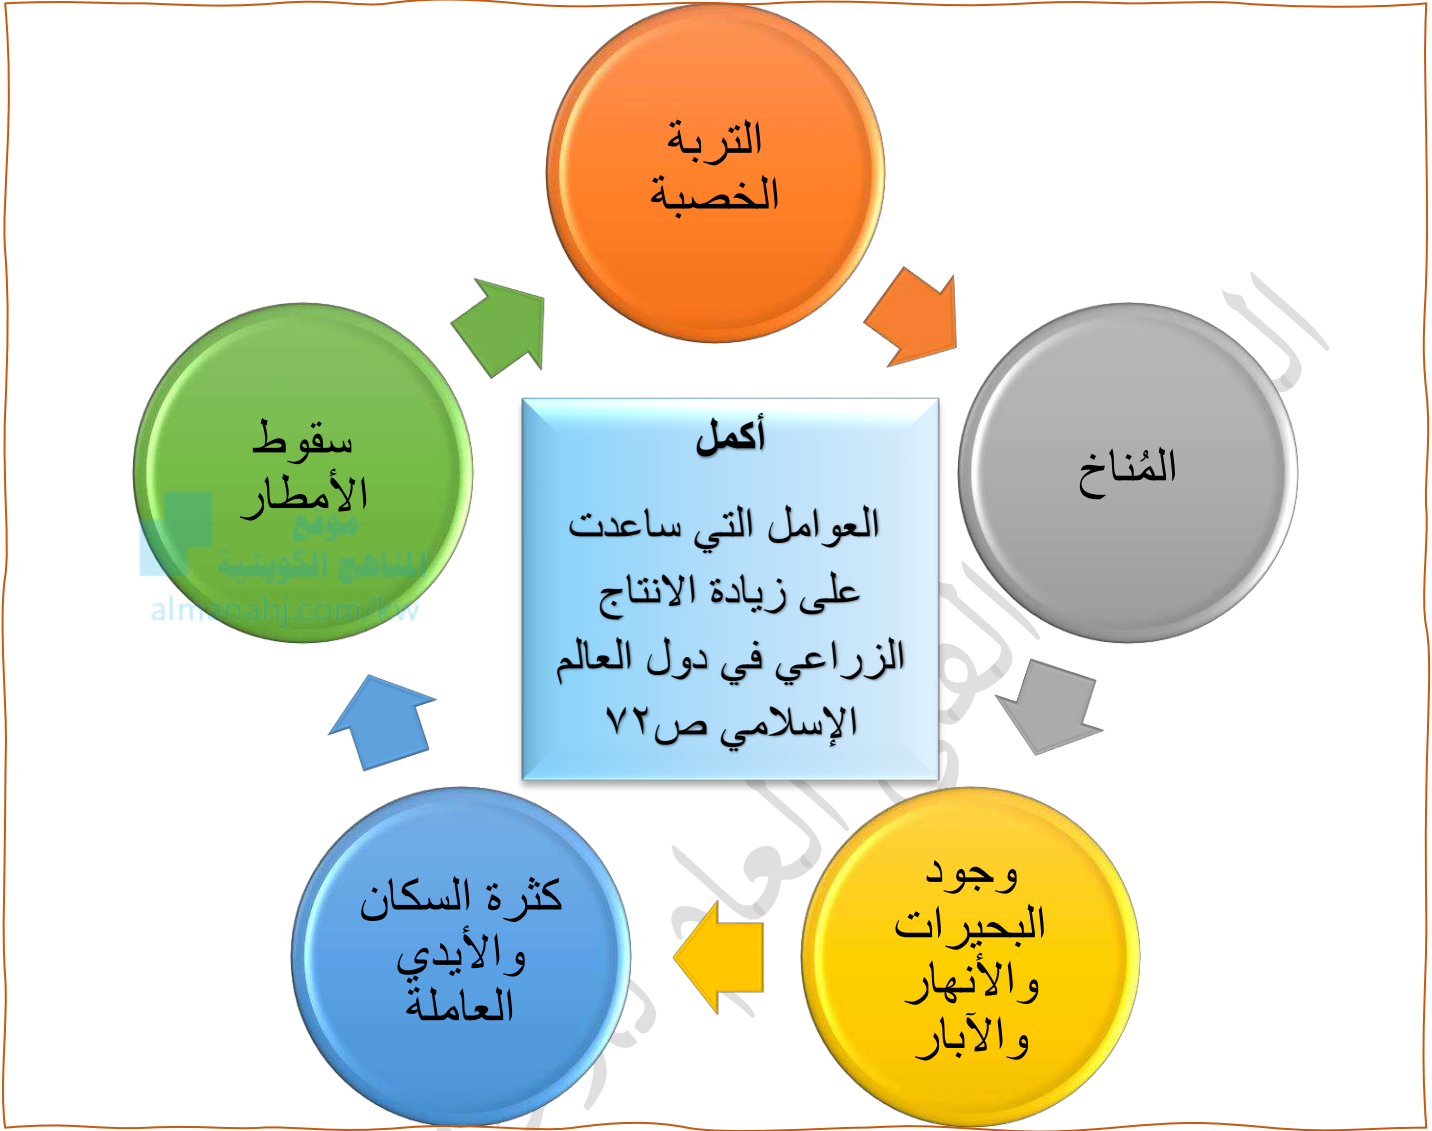 التربة
الخصبة
المُناخ
وجود
البحيرات
والأنهار
والآبار
كثرة السكان
والأيدي
العاملة
سقوط
الأمطار
أكمل
العوامل التي ساعدت
على زيادة الانتاج
الزراعي في دول العالم
الإسلامي ص٧٢
موقع
المناهج الكويتية
almanahj.com/kw